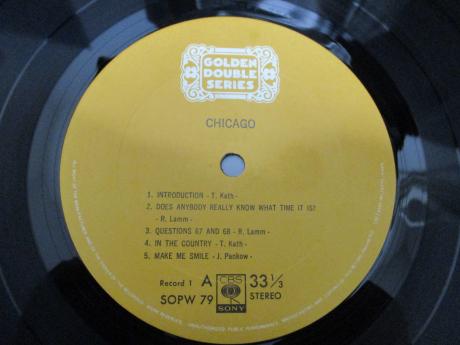 GOLDEN
DOUBLE
SERIES
CHICAGO
1. INTRODUCTION - T. Kath -
2. DOES ANYBODY REALLY KNOW WHAT TIME IT IS?
- R. Lamm -
3. QUESTIONS 67 AND 68 - R. Lamm -
4. IN THE COUNTRY - T. Kath -
5. MAKE ME SMILE - J. Pankow -
Record 1 A
SOPW 79
CBS
SONY
33 1/3
STEREO